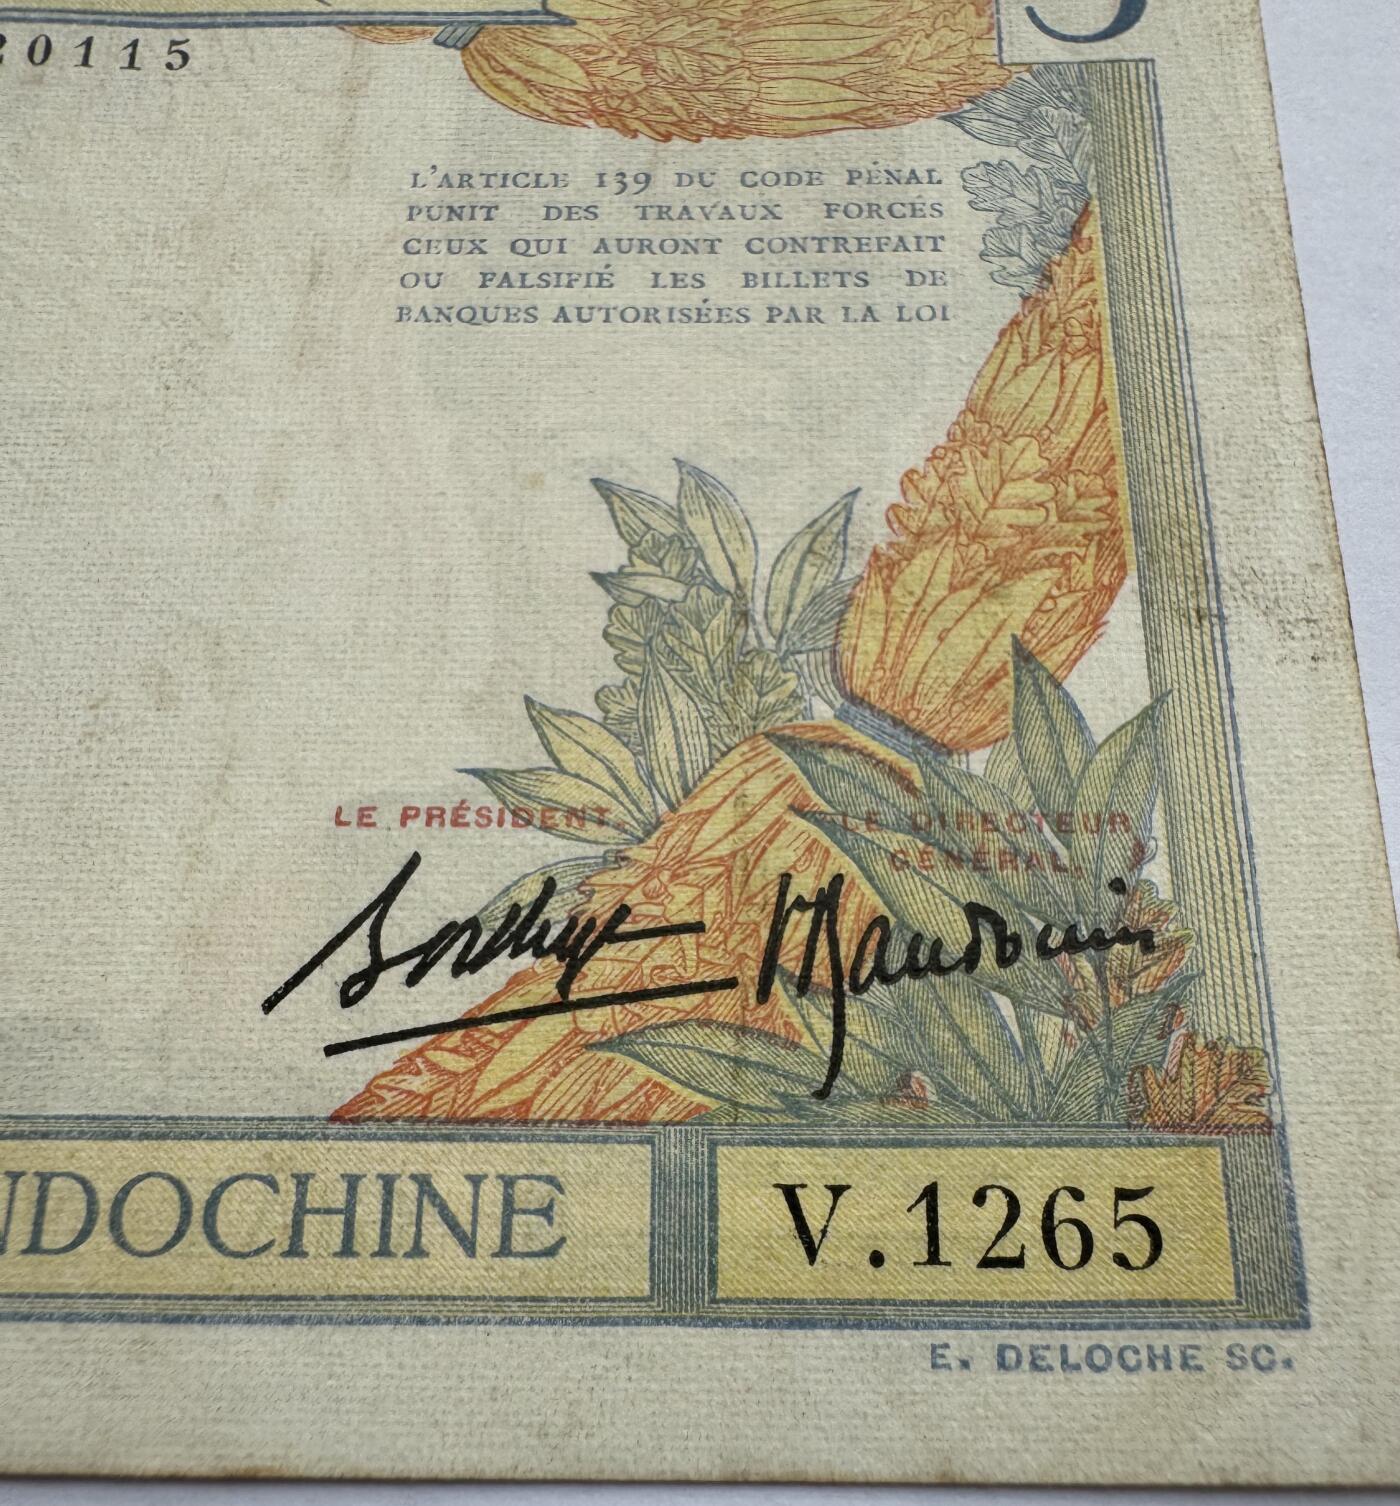 20115
5
L'ARTICLE 139 DU CODE PÉNAL
PUNIT DES TRAVAUX FORCÉS
CEUX QUI AURONT CONTREFAIT
OU FALSIFIÉ LES BILLETS DE
BANQUES AUTORISÉES PAR LA LOI
LE PRÉSIDENT,
LE DIRECTEUR
GÉNÉRAL,
NDOCHINE
V.1265
E. DELOCHE SC.